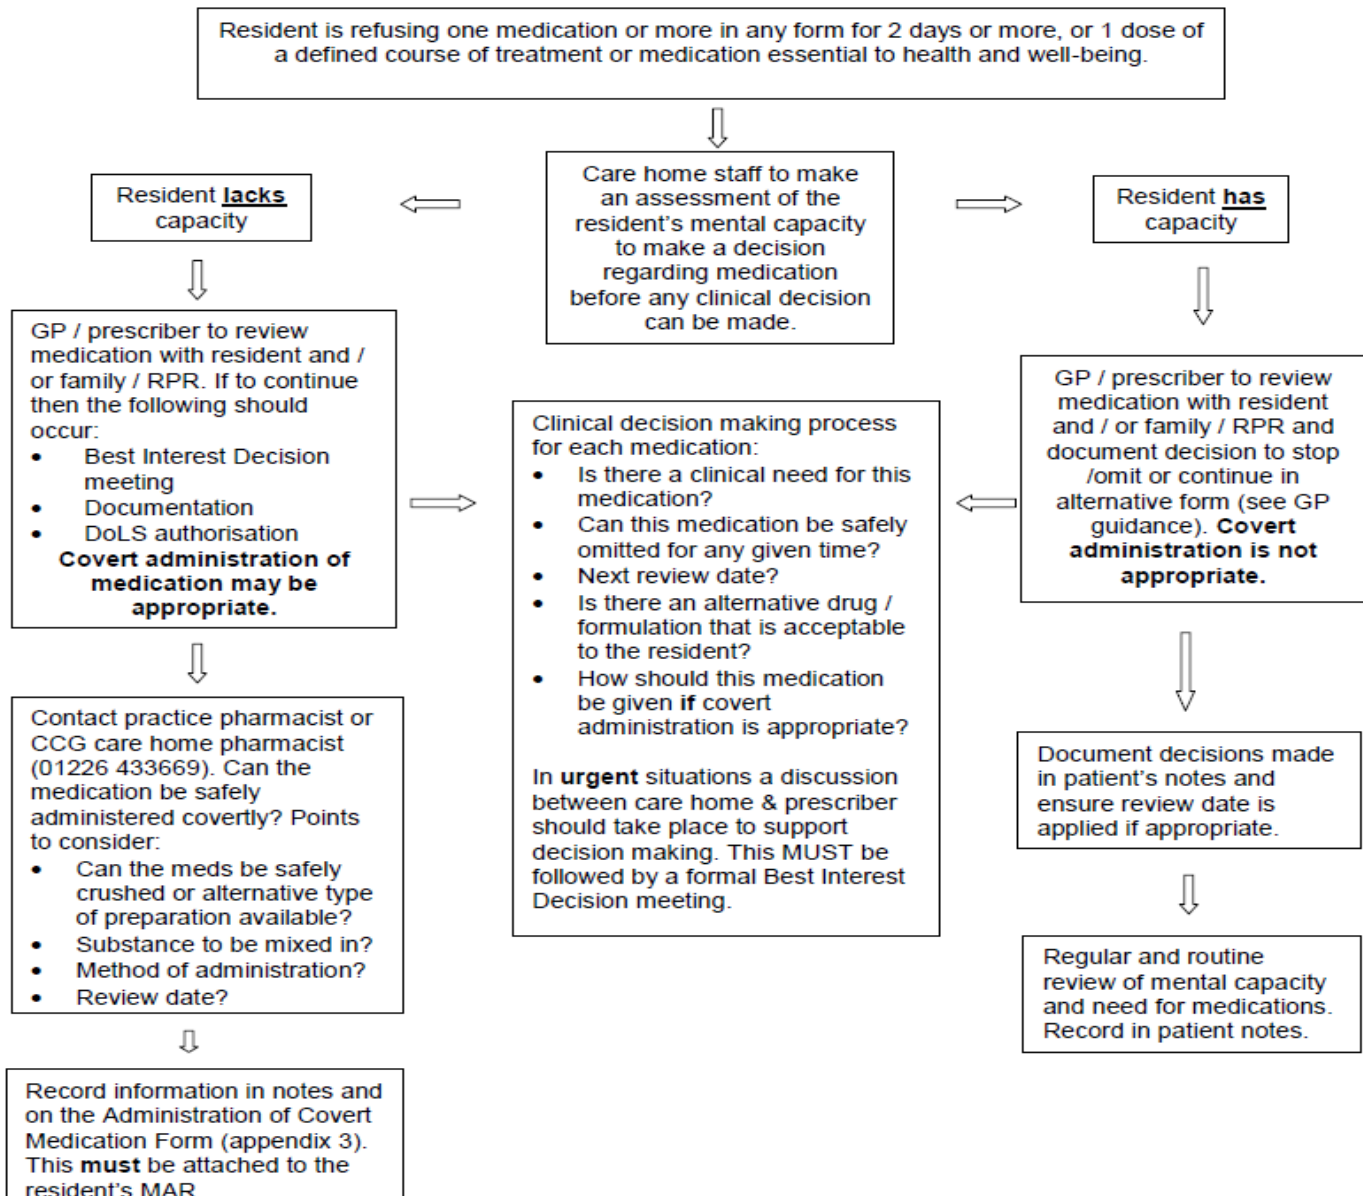 Resident is refusing one medication or more in any form for 2 days or more, or 1 dose of
a defined course of treatment or medication essential to health and well-being.
Resident lacks
capacity
Care home staff to make
an assessment of the
resident's mental capacity
to make a decision
regarding medication
before any clinical decision
can be made.
Resident has
capacity
GP / prescriber to review
medication with resident and /
or family / RPR. If to continue
then the following should
occur:
• Best Interest Decision
meeting
• Documentation
• DoLS authorisation
Covert administration of
medication may be
appropriate.
Clinical decision making process
for each medication:
• Is there a clinical need for this
medication?
• Can this medication be safely
omitted for any given time?
• Next review date?
• Is there an alternative drug /
formulation that is acceptable
to the resident?
• How should this medication
be given if covert
administration is appropriate?
In urgent situations a discussion
between care home & prescriber
should take place to support
decision making. This MUST be
followed by a formal Best Interest
Decision meeting.
GP / prescriber to review
medication with resident
and / or family / RPR and
document decision to stop
/omit or continue in
alternative form (see GP
guidance). Covert
administration is not
appropriate.
Contact practice pharmacist or
CCG care home pharmacist
(01226 433669). Can the
medication be safely
administered covertly? Points
to consider:
• Can the meds be safely
crushed or alternative type
of preparation available?
• Substance to be mixed in?
• Method of administration?
• Review date?
Document decisions made
in patient's notes and
ensure review date is
applied if appropriate.
Regular and routine
review of mental capacity
and need for medications.
Record in patient notes.
Record information in notes and
on the Administration of Covert
Medication Form (appendix 3).
This must be attached to the
resident's MAR